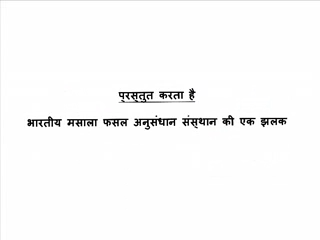 प्रस्तुत करता है
भारतीय मसाला फसल अनुसंधान संस्थान की एक झलक